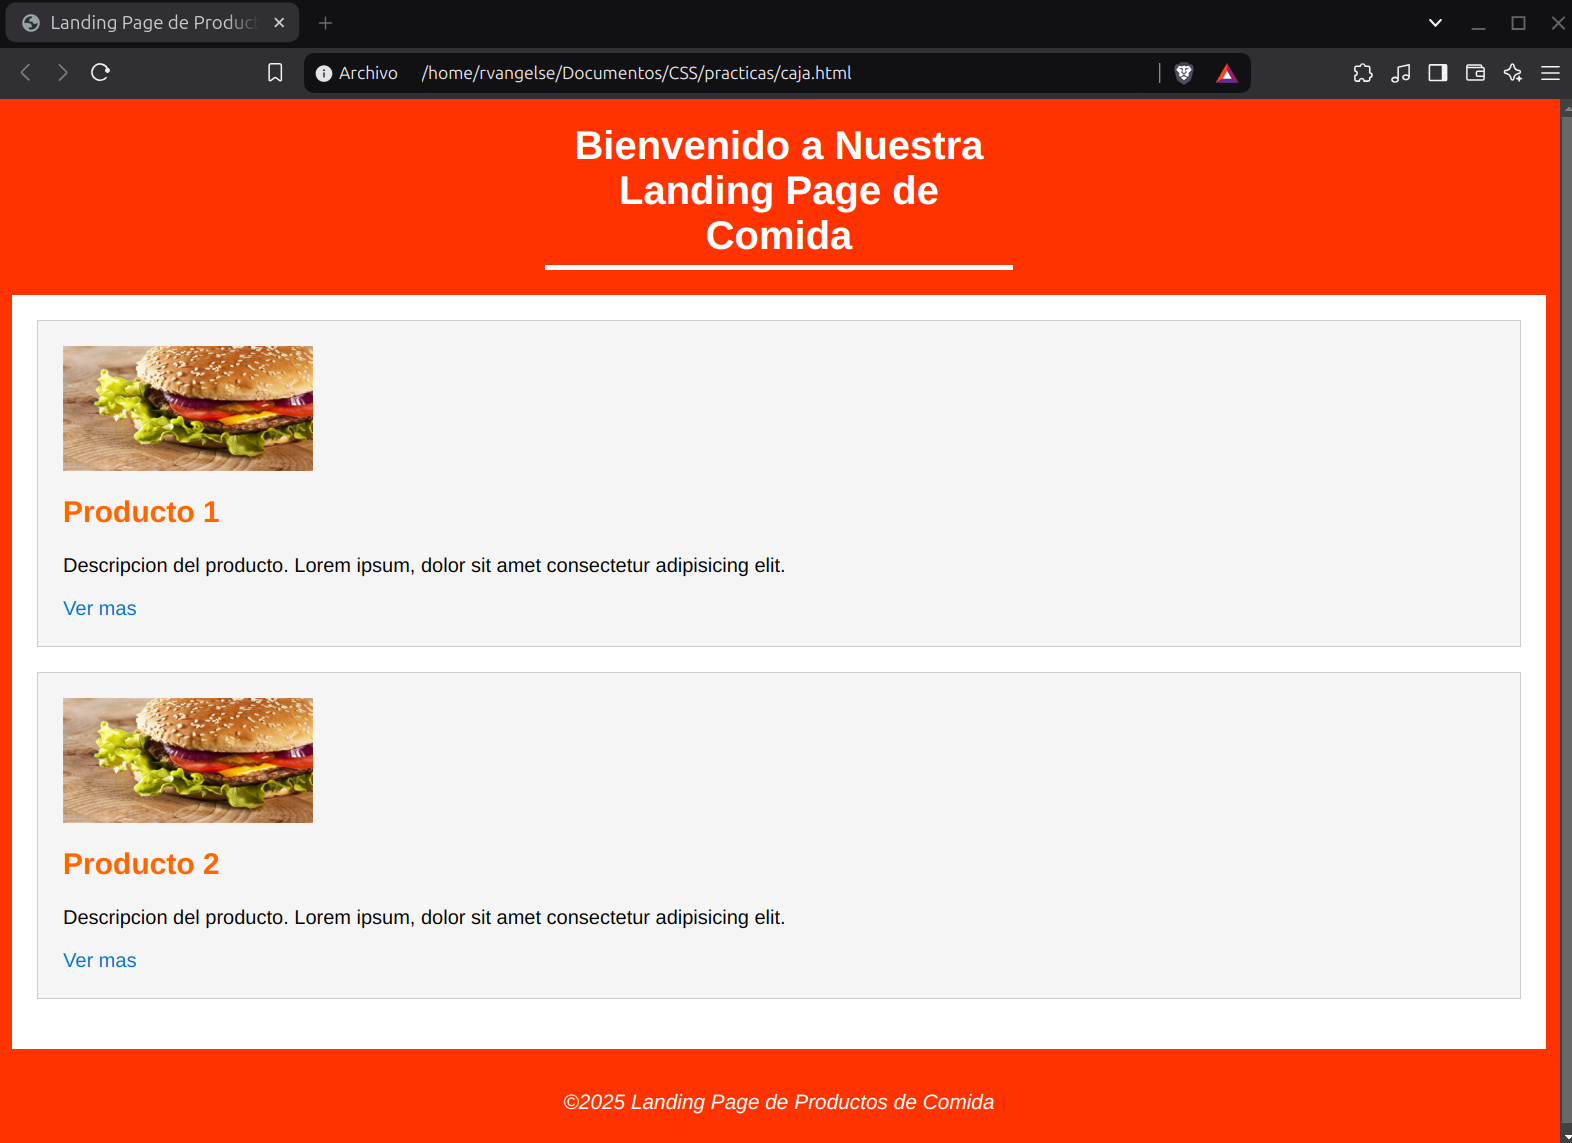 Landing Page de Produc
Archivo /home/rvangelse/Documentos/CSS/practicas/caja.html
Bienvenido a Nuestra
Landing Page de
Comida
Producto 1
Descripcion del producto. Lorem ipsum, dolor sit amet consectetur adipisicing elit.
Ver mas
Producto 2
Descripcion del producto. Lorem ipsum, dolor sit amet consectetur adipisicing elit.
Ver mas
©2025 Landing Page de Productos de Comida